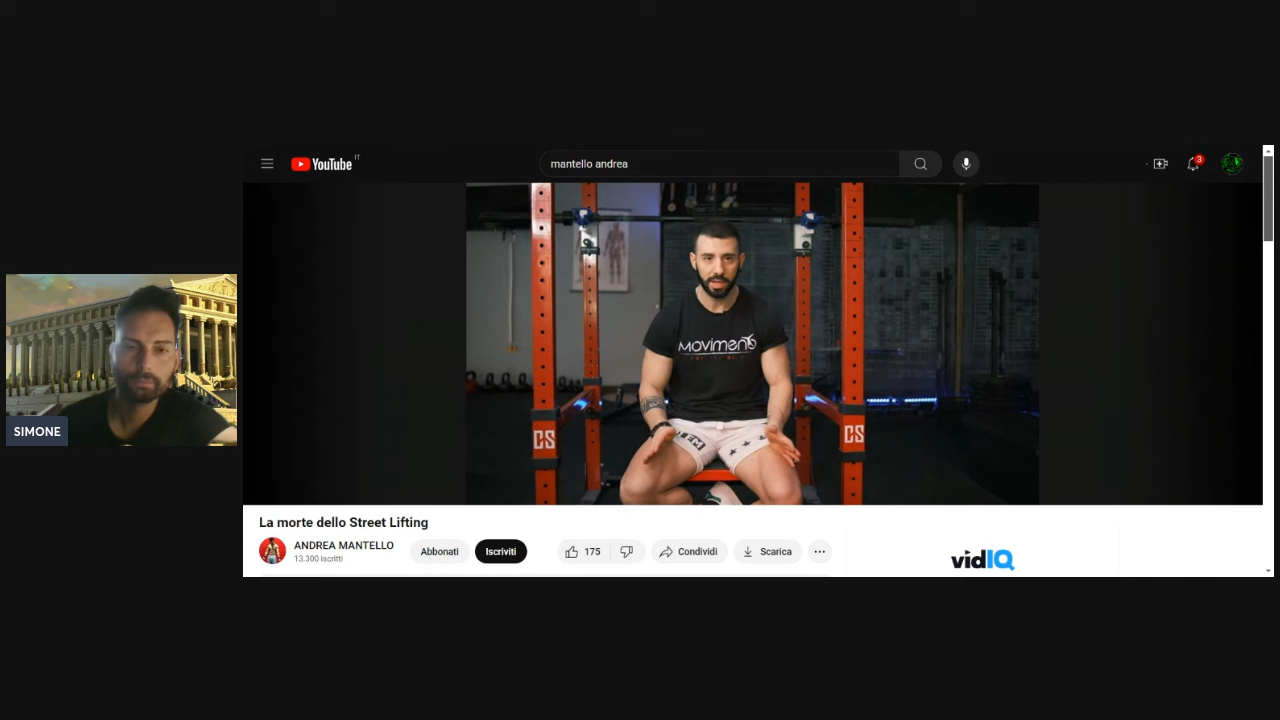 YouTube IT
mantello andrea
3
MOVIMENTO
CS
CS
SIMONE
La morte dello Street Lifting
ANDREA MANTELLO
13.300 iscritti
Abbonati
Iscriviti
175
Condividi
Scarica
vidIQ